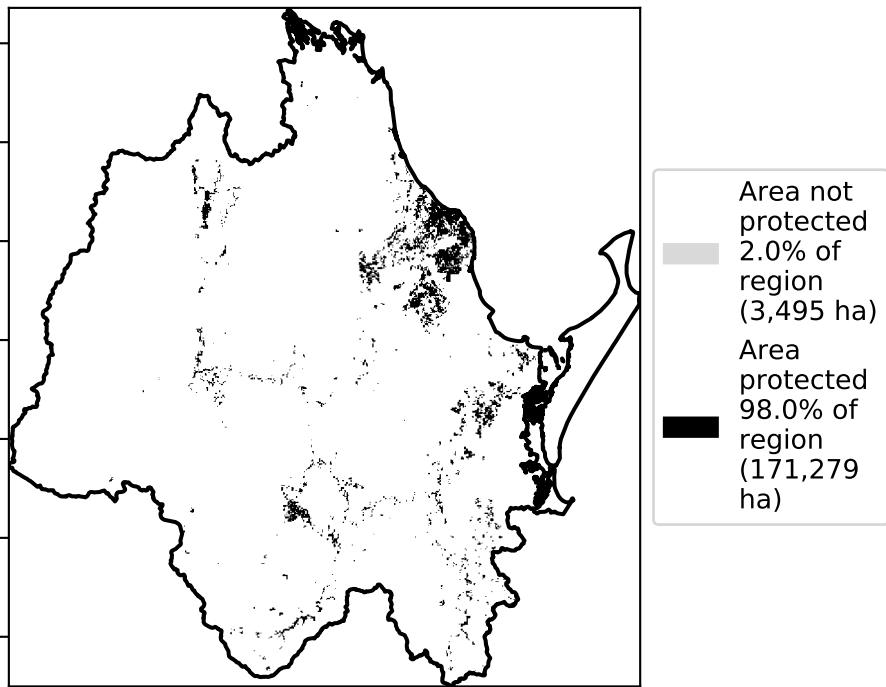 Area not
protected
2.0% of
region
(3,495 ha)
Area
protected
98.0% of
region
(171,279
ha)